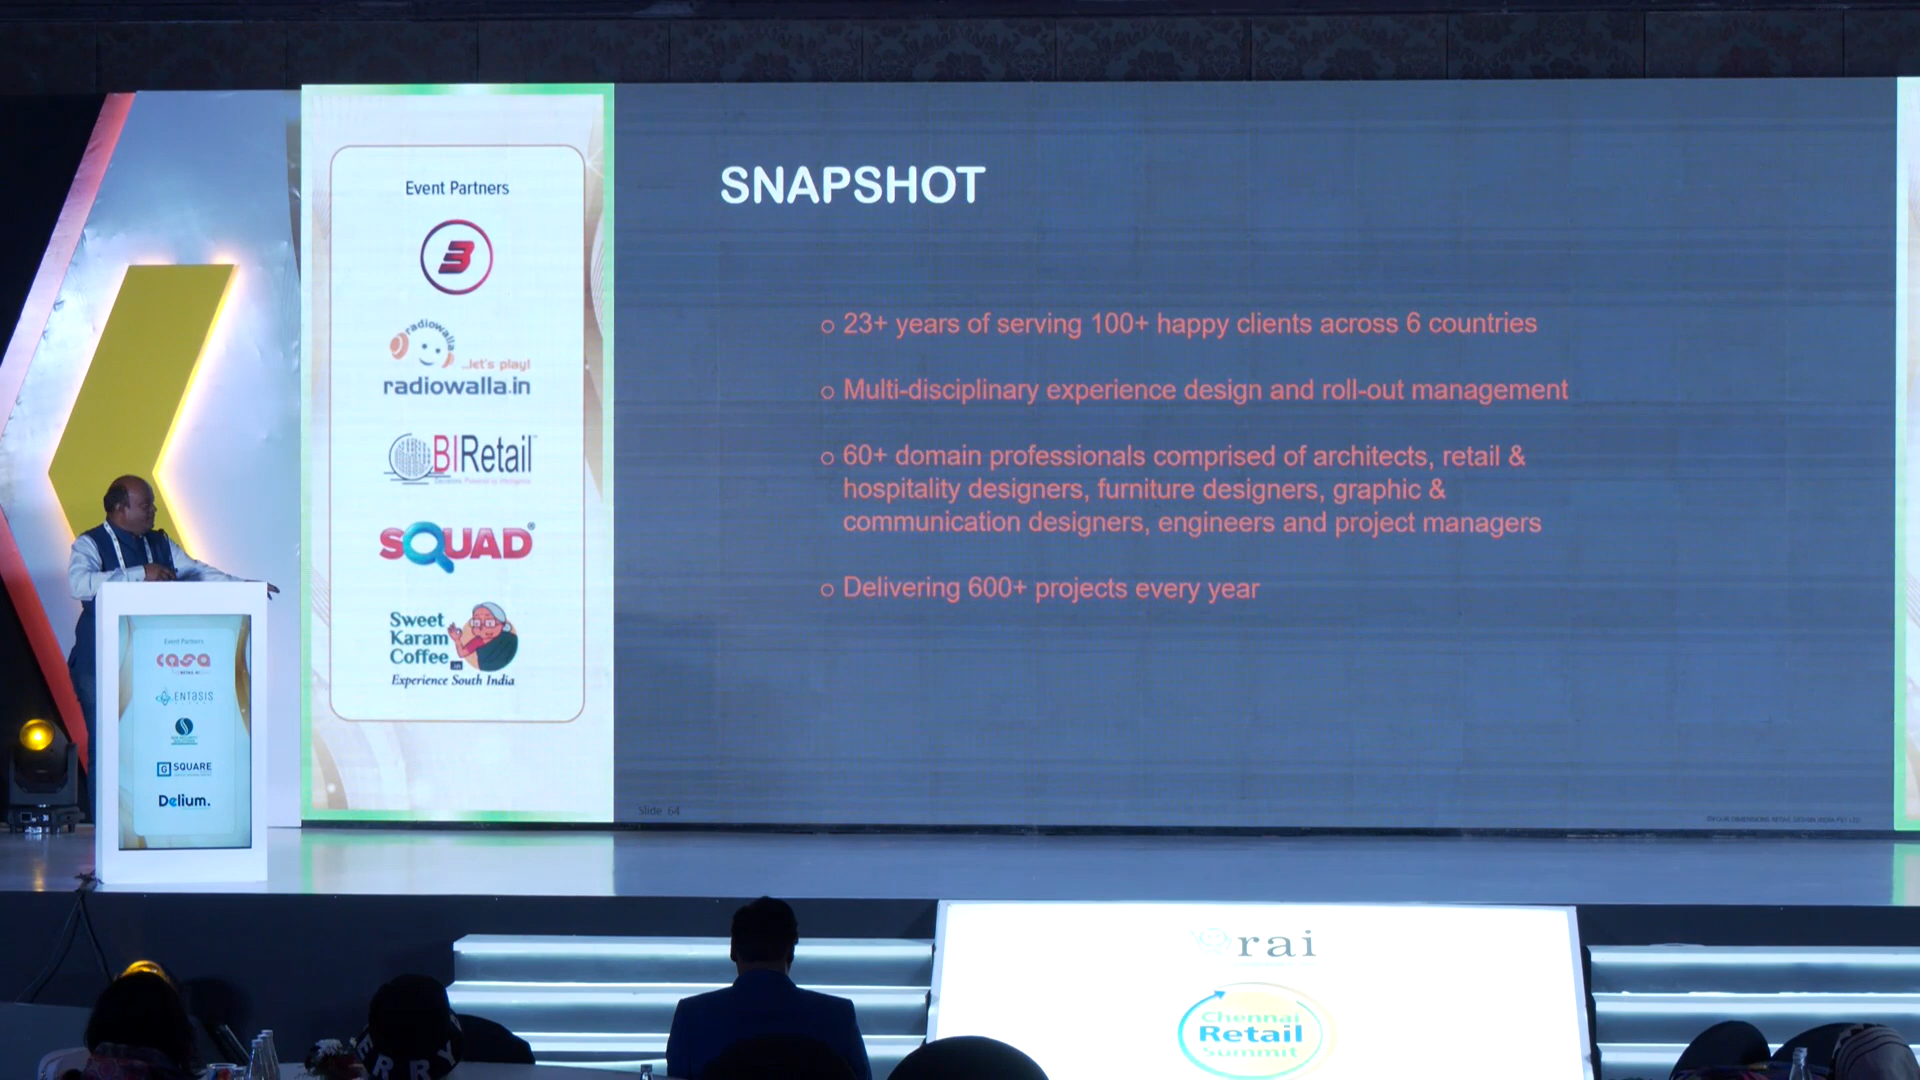 Event Partners
B
radiowalla
...let's play!
radiowalla.in
BIRetail
SQUAD
Sweet
Karam
Coffee
Experience South India
SNAPSHOT
23+ years of serving 100+ happy clients across 6 countries
Multi-disciplinary experience design and roll-out management
60+ domain professionals comprised of architects, retail &
hospitality designers, furniture designers, graphic &
communication designers, engineers and project managers
Delivering 600+ projects every year
Slide 64
Event Partners
casa
ENTASIS
G SQUARE
Delium.
rai
Chennai
Retail
Summit